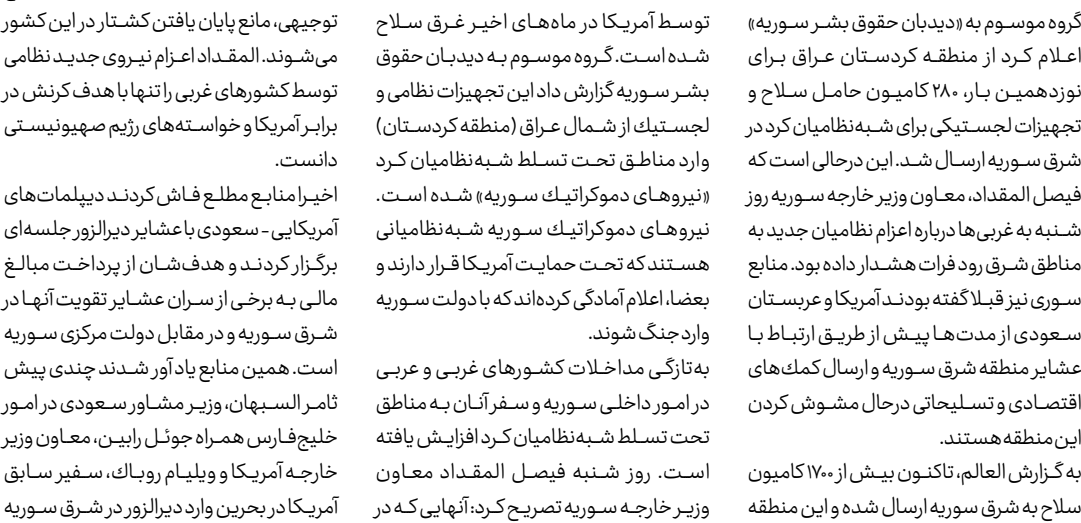 گروه موسوم به «دیدبان حقوق بشر سوریه»
اعلام کرد از منطقه کردستان عراق برای
نوزدهمین بار، ۲۸۰ کامیون حامل سلاح و
تجهیزات لجستیکی برای شبه‌نظامیان کرد در
شرق سوریه ارسال شد. این درحالی است که
فیصل المقداد، معاون وزیر خارجه سوریه روز
شنبه به غربی‌ها درباره اعزام نظامیان جدید به
مناطق شرق رود فرات هشدار داده بود. منابع
سوری نیز قبلا گفته بودند آمریکا و عربستان
سعودی از مدت‌ها پیش از طریق ارتباط با
عشایر منطقه شرق سوریه و ارسال کمك‌های
اقتصادی و تسلیحاتی درحال مشوش کردن
این منطقه هستند.
به گزارش العالم، تاکنون بیش از ۱۷۰۰ کامیون
سلاح به شرق سوریه ارسال شده و این منطقه
توسط آمریکا در ماه‌های اخیر غرق سلاح
شده است. گروه موسوم به دیدبان حقوق
بشر سوریه گزارش داد این تجهیزات نظامی و
لجستیك از شمال عراق (منطقه کردستان)
وارد مناطق تحت تسلط شبه‌نظامیان کرد
«نیروهای دموکراتیك سوریه» شده است.
نیروهای دموکراتیك سوریه شبه‌نظامیانی
هستند که تحت حمایت آمریکا قرار دارند و
بعضا، اعلام آمادگی کرده‌اند که با دولت سوریه
وارد جنگ شوند.
به‌تازگی مداخلات کشورهای غربی و عربی
در امور داخلی سوریه و سفر آنان به مناطق
تحت تسلط شبه‌نظامیان کرد افزایش یافته
است. روز شنبه فیصل المقداد معاون
وزیر خارجه سوریه تصریح کرد: آنهایی که در
توجیهی، مانع پایان یافتن کشتار در این کشور
می‌شوند. المقداد اعزام نیروی جدید نظامی
توسط کشورهای غربی را تنها با هدف کرنش در
برابر آمریکا و خواسته‌های رژیم صهیونیستی
دانست.
اخیرا منابع مطلع فاش کردند دیپلمات‌های
آمریکایی - سعودی با عشایر دیرالزور جلسه‌ای
برگزار کردند و هدف‌شان از پرداخت مبالغ
مالی به برخی از سران عشایر تقویت آنها در
شرق سوریه و در مقابل دولت مرکزی سوریه
است. همین منابع یادآور شدند چندی پیش
ثامر السبهان، وزیر مشاور سعودی در امور
خلیج‌فارس همراه جوئل رابین، معاون وزیر
خارجه آمریکا و ویلیام روباك، سفیر سابق
آمریکا در بحرین وارد دیرالزور در شرق سوریه